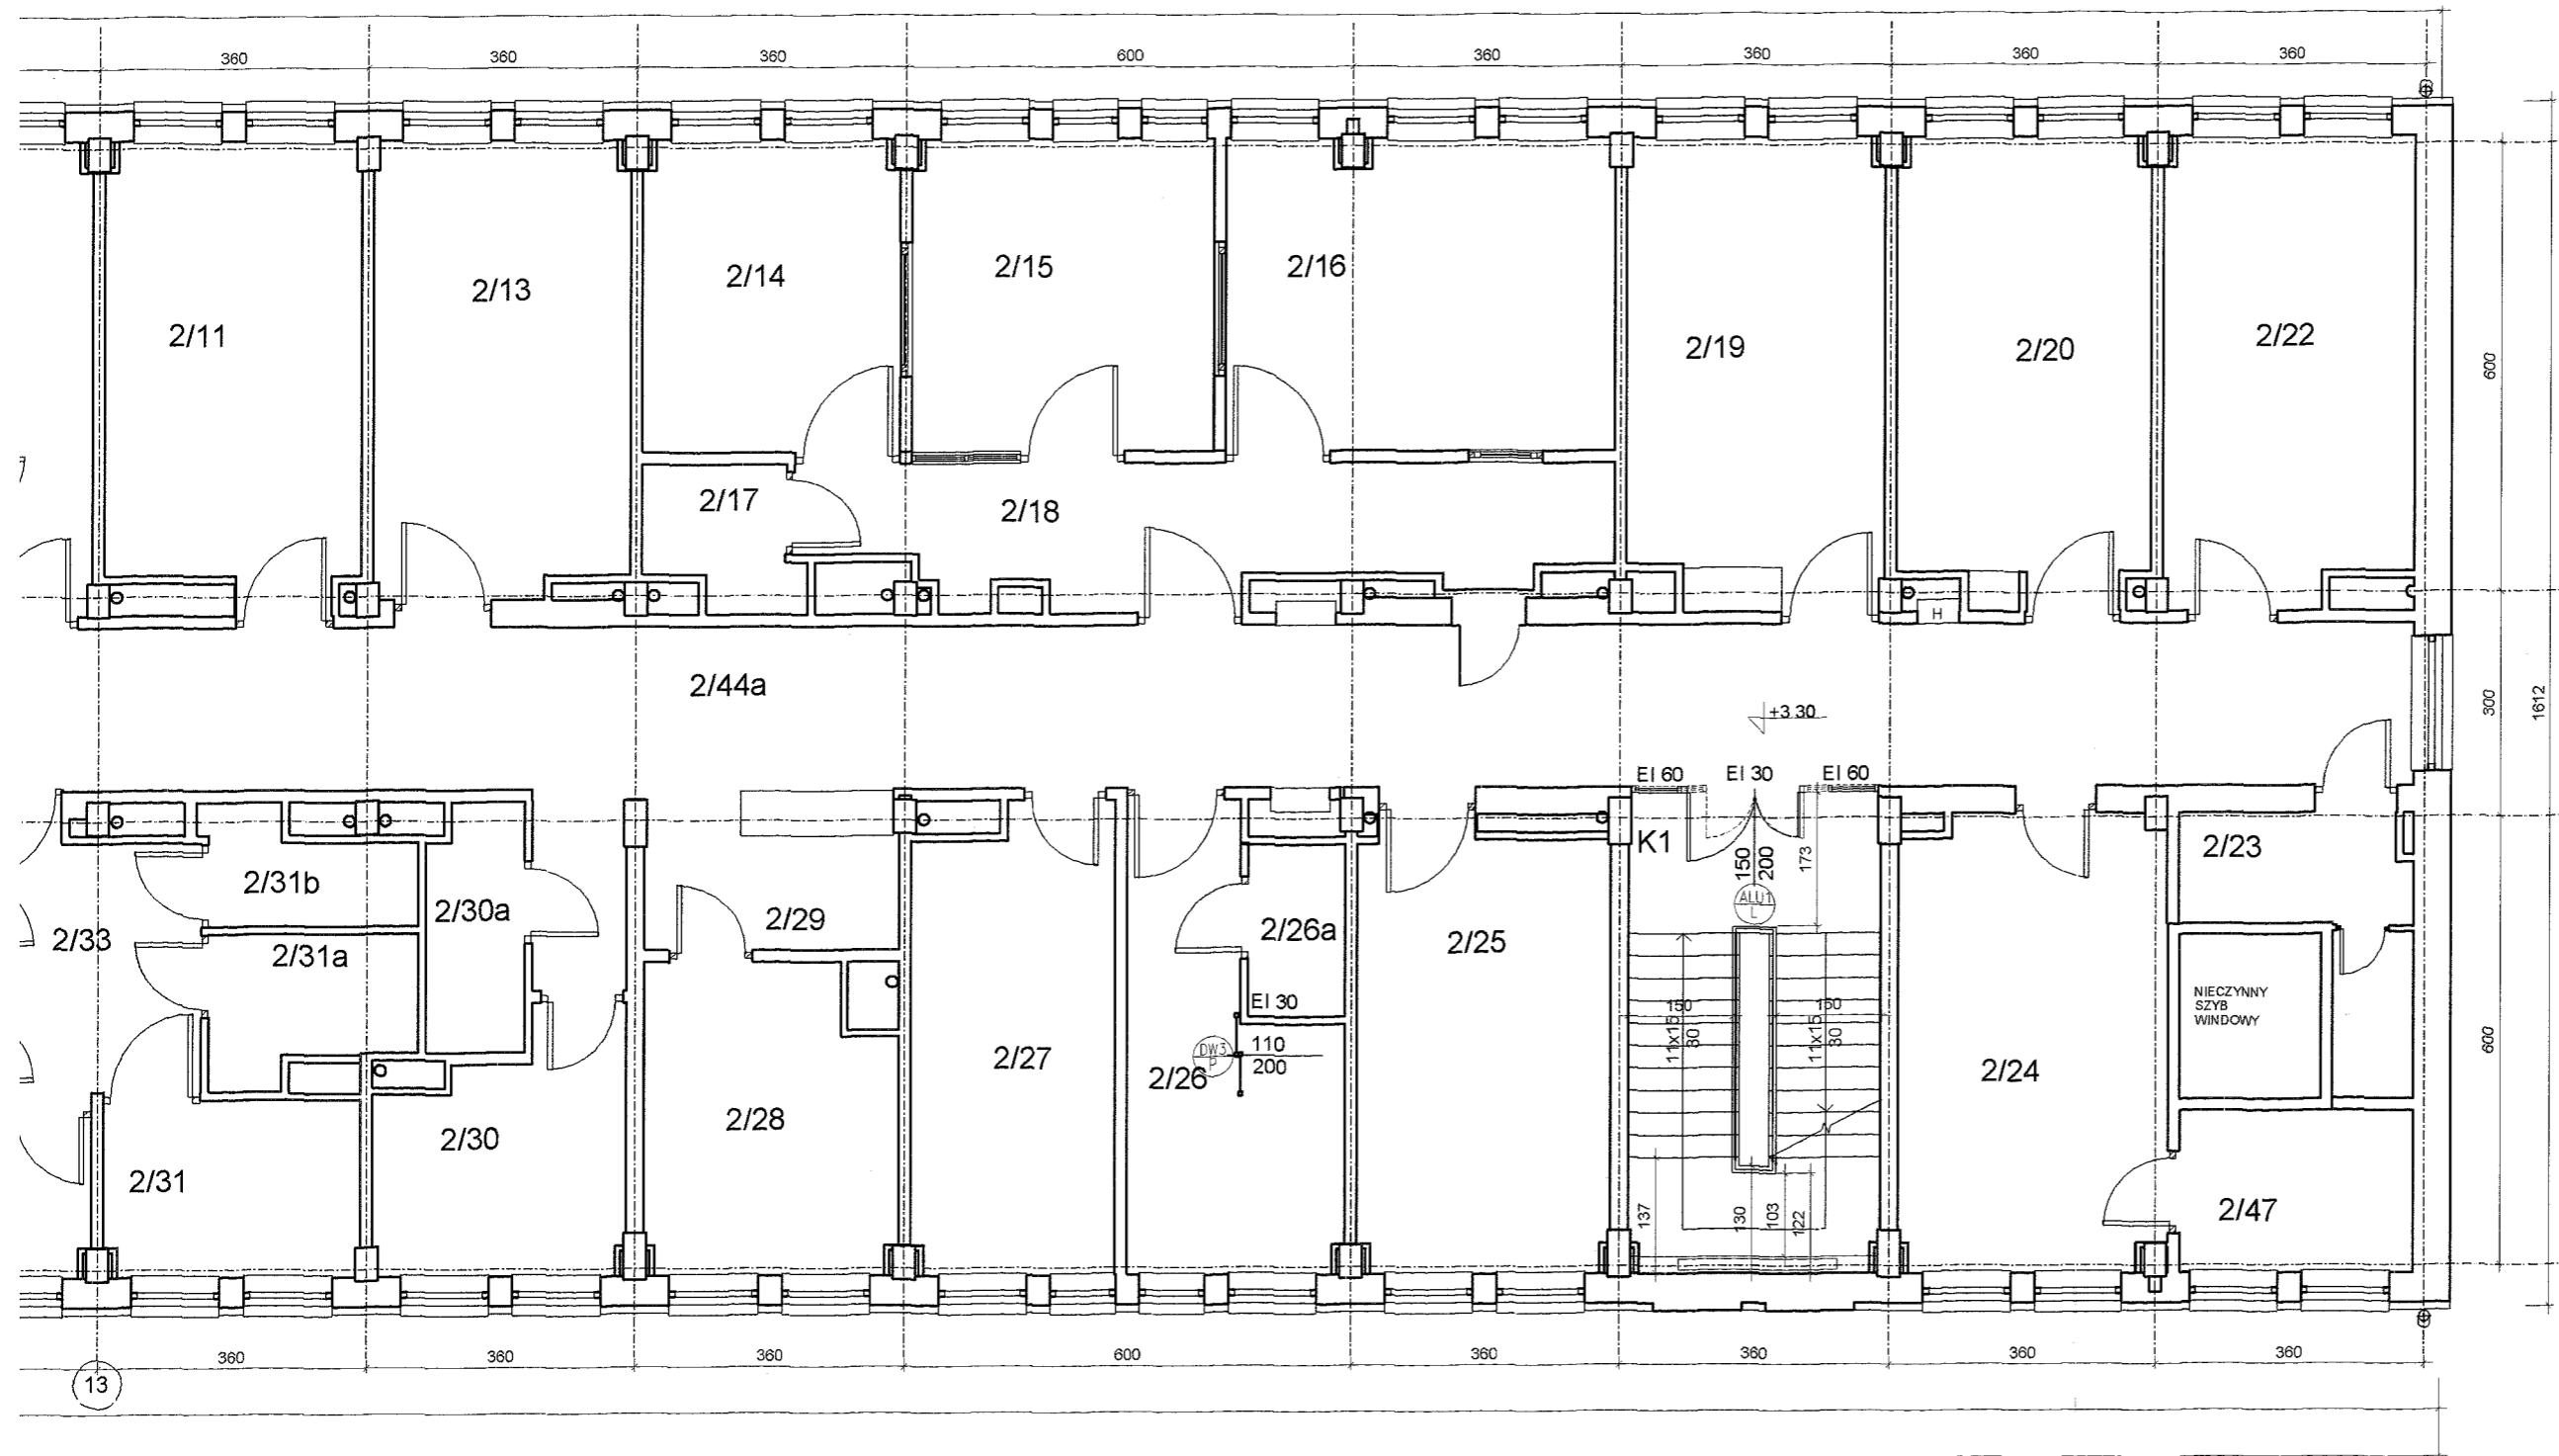 360
360
360
600
360
360
360
360
2/11
2/13
2/14
2/15
2/16
2/19
2/20
2/22
600
2/17
2/18
H
2/44a
+3 30
300
1612
EI 60
EI 30
EI 60
K1
150
200
173
ALU1
L
2/23
2/31b
2/30a
2/29
2/26a
2/25
2/33
2/31a
EI 30
DW3
P
110
200
150
11x15
30
150
11x15
30
NIECZYNNY
SZYB
WINDOWY
600
2/27
2/26
2/24
2/28
2/30
2/31
2/47
137
130
103
122
360
360
360
600
360
360
360
360
13